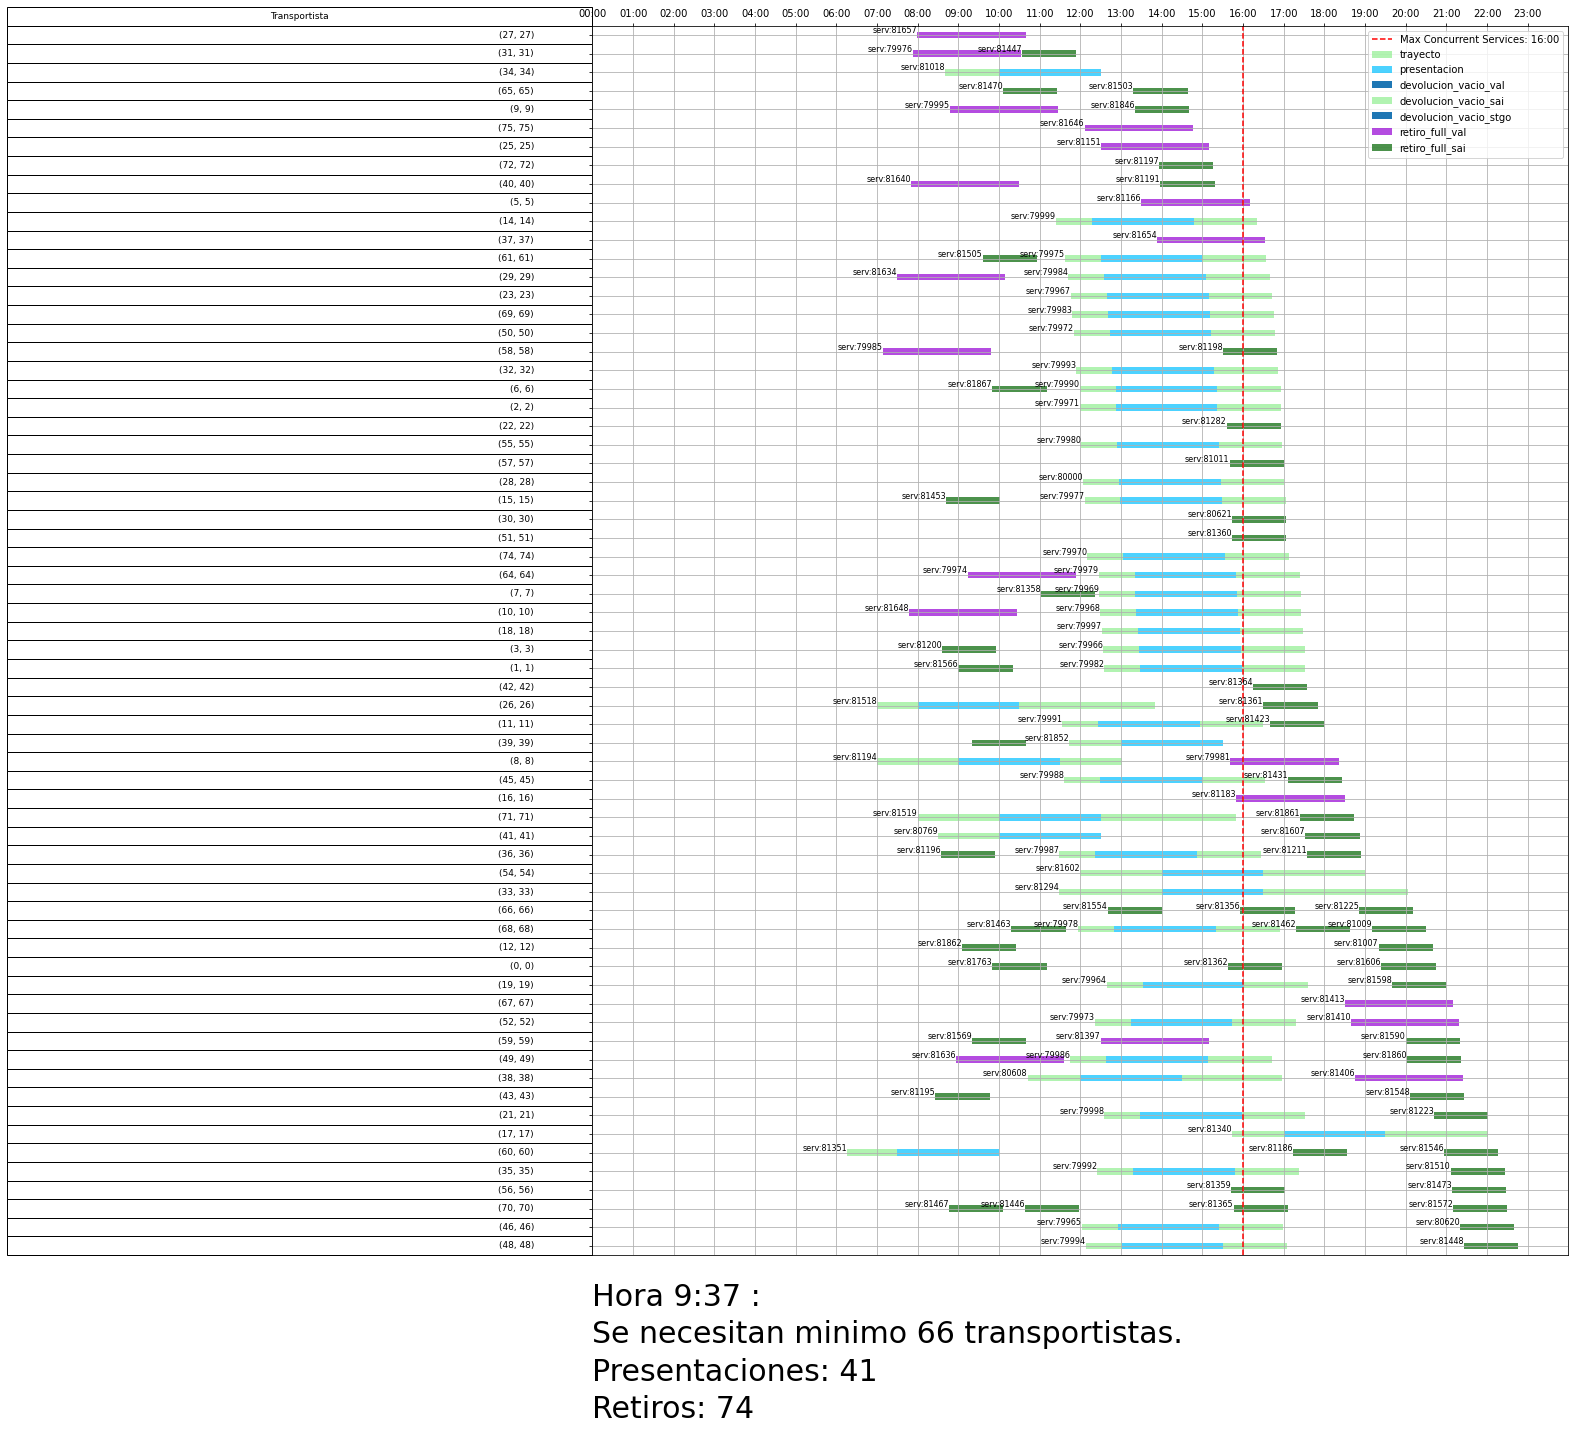 Transportista
00:00 01:00 02:00 03:00 04:00 05:00 06:00 07:00 08:00 09:00 10:00 11:00 12:00 13:00 14:00 15:00 16:00 17:00 18:00 19:00 20:00 21:00 22:00 23:00
Max Concurrent Services: 16:00
trayecto
presentacion
devolucion_vacio_val
devolucion_vacio_sai
devolucion_vacio_stgo
retiro_full_val
retiro_full_sai
(27, 27) serv:81657
(31, 31) serv:79976 serv:81447
(34, 34) serv:81018
(65, 65) serv:81470 serv:81503
(9, 9) serv:79995 serv:81846
(75, 75) serv:81646
(25, 25) serv:81151
(72, 72) serv:81197
(40, 40) serv:81640 serv:81191
(5, 5) serv:81166
(14, 14) serv:79999
(37, 37) serv:81654
(61, 61) serv:81505 serv:79975
(29, 29) serv:81634 serv:79984
(23, 23) serv:79967
(69, 69) serv:79983
(50, 50) serv:79972
(58, 58) serv:79985 serv:81198
(32, 32) serv:79993
(6, 6) serv:81867 serv:79990
(2, 2) serv:79971
(22, 22) serv:81282
(55, 55) serv:79980
(57, 57) serv:81011
(28, 28) serv:80000
(15, 15) serv:81453 serv:79977
(30, 30) serv:80621
(51, 51) serv:81360
(74, 74) serv:79970
(64, 64) serv:79974 serv:79979
(7, 7) serv:81358 serv:79969
(10, 10) serv:81648 serv:79968
(18, 18) serv:79997
(3, 3) serv:81200 serv:79966
(1, 1) serv:81566 serv:79982
(42, 42) serv:81364
(26, 26) serv:81518 serv:81361
(11, 11) serv:79991 serv:81423
(39, 39) serv:81852
(8, 8) serv:81194 serv:79981
(45, 45) serv:79988 serv:81431
(16, 16) serv:81183
(71, 71) serv:81519 serv:81861
(41, 41) serv:80769 serv:81607
(36, 36) serv:81196 serv:79987 serv:81211
(54, 54) serv:81602
(33, 33) serv:81294
(66, 66) serv:81554 serv:81356 serv:81225
(68, 68) serv:81463 serv:79978 serv:81462 serv:81009
(12, 12) serv:81862 serv:81007
(0, 0) serv:81763 serv:81362 serv:81606
(19, 19) serv:79964 serv:81598
(67, 67) serv:81413
(52, 52) serv:79973 serv:81410
(59, 59) serv:81569 serv:81397 serv:81590
(49, 49) serv:81636 serv:79986 serv:81860
(38, 38) serv:80608 serv:81406
(43, 43) serv:81195 serv:81548
(21, 21) serv:79998 serv:81223
(17, 17) serv:81340
(60, 60) serv:81351 serv:81186 serv:81546
(35, 35) serv:79992 serv:81510
(56, 56) serv:81359 serv:81473
(70, 70) serv:81467 serv:81446 serv:81365 serv:81572
(46, 46) serv:79965 serv:80620
(48, 48) serv:79994 serv:81448
Hora 9:37 :
Se necesitan minimo 66 transportistas.
Presentaciones: 41
Retiros: 74